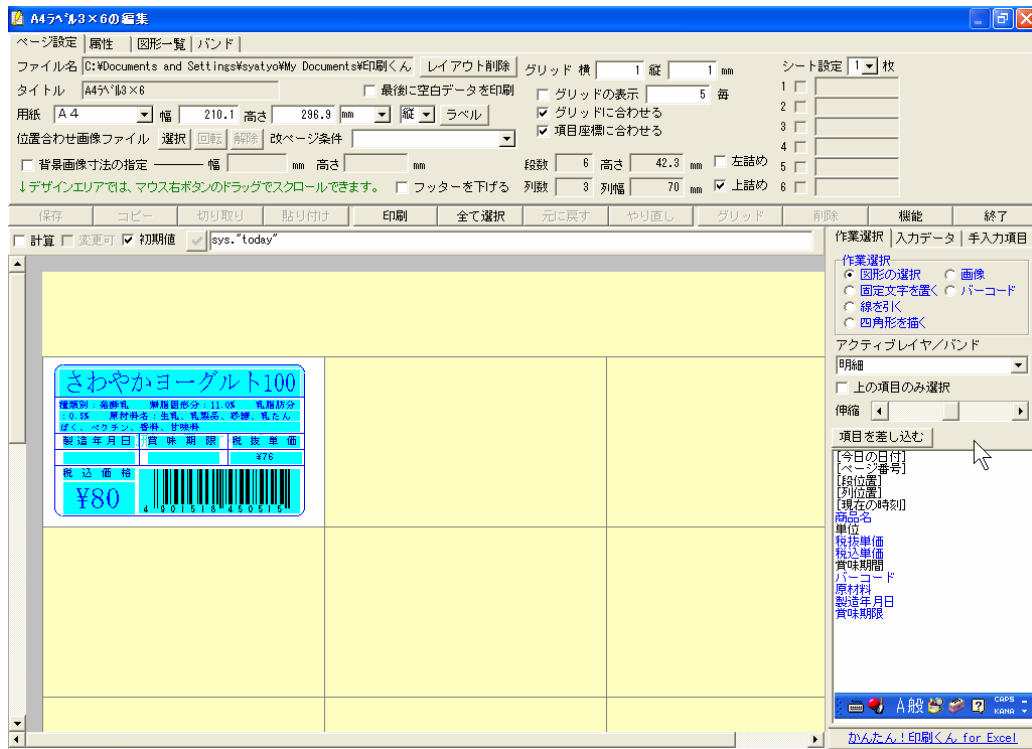 A4ﾗﾍﾞﾙ3×6の編集
ページ設定 属性 図形一覧 バンド
ファイル名 C:¥Documents and Settings¥syatyo¥My Documents¥印刷くん レイアウト削除 グリッド 横 1 縦 1 mm シート設定 1 枚
タイトル A4ﾗﾍﾞﾙ3×6 最後に空白データを印刷 グリッドの表示 5 毎 1
用紙 A4 幅 210.1 高さ 296.9 mm 縦 ラベル グリッドに合わせる 2
位置合わせ画像ファイル 選択 回転 解除 改ページ条件 項目座標に合わせる 3
4
背景画像寸法の指定 幅 mm 高さ mm 段数 6 高さ 42.3 mm 左詰め 5
↓デザインエリアでは、マウス右ボタンのドラッグでスクロールできます。 フッターを下げる 列数 3 列幅 70 mm 上詰め 6
保存 コピー 切り取り 貼り付け 印刷 全て選択 元に戻す やり直し グリッド 削除 機能 終了
計算 変更可 初期値 sys."today" 作業選択 入力データ 手入力項目
作業選択
図形の選択 画像
固定文字を置く バーコード
線を引く
四角形を描く
アクティブレイヤ/バンド
明細
上の項目のみ選択
伸縮
項目を差し込む
[今日の日付]
[ページ番号]
[段位置]
[列位置]
[現在の時刻]
商品名
単位
税抜単価
税込単価
賞味期間
バーコード
原材料
製造年月日
賞味期限
さわやかヨーグルト100
種類別:発酵乳 無脂固形分:11.0% 乳脂肪分
:0.5% 原材料名:生乳、乳製品、砂糖、乳たん
ぱく、ペクチン、香料、甘味料
製造年月日 賞味期限 税抜単価
¥76
税込価格
¥80
4901518450515
A般 CAPS
KANA
かんたん!印刷くん for Excel